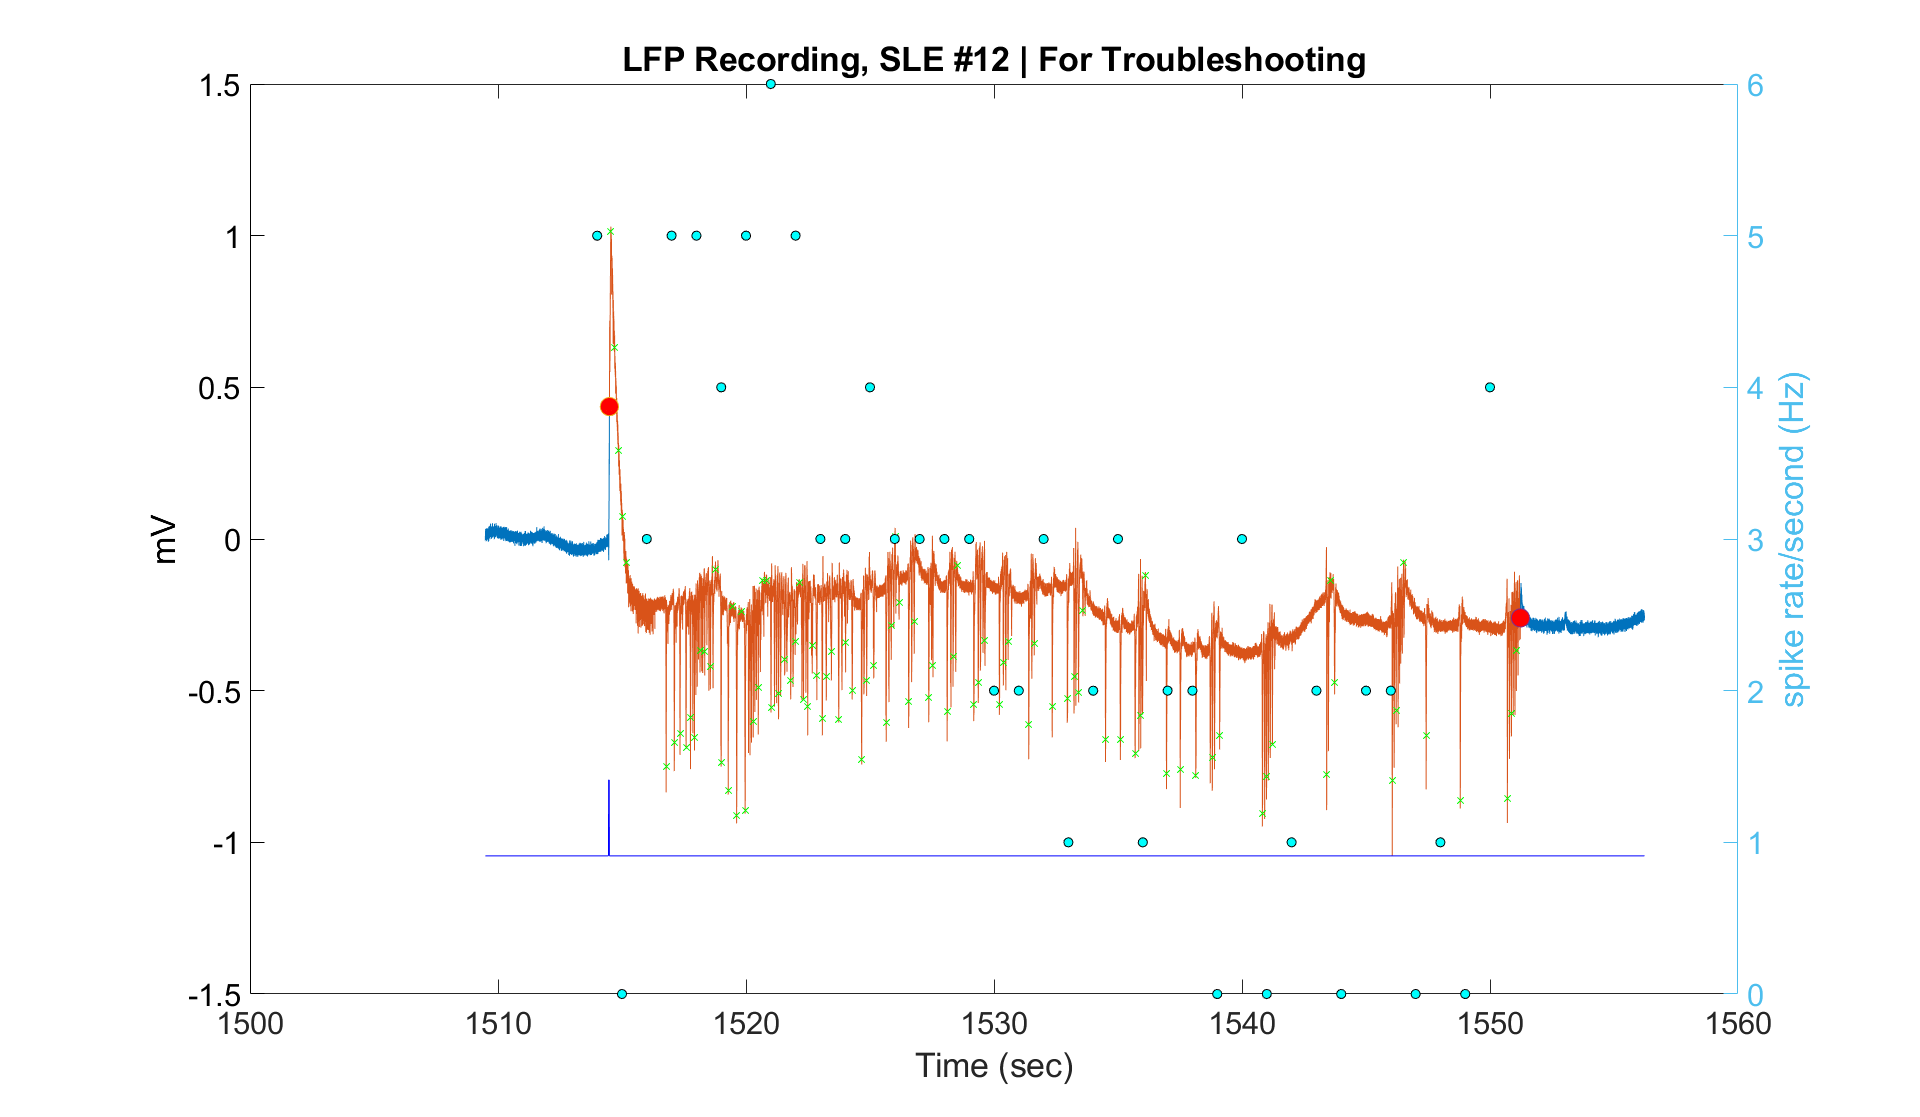 LFP Recording, SLE #12 | For Troubleshooting
1.5
1
0.5
0
-0.5
-1
-1.5
mV
6
5
4
3
2
1
0
spike rate/second (Hz)
1500 1510 1520 1530 1540 1550 1560
Time (sec)